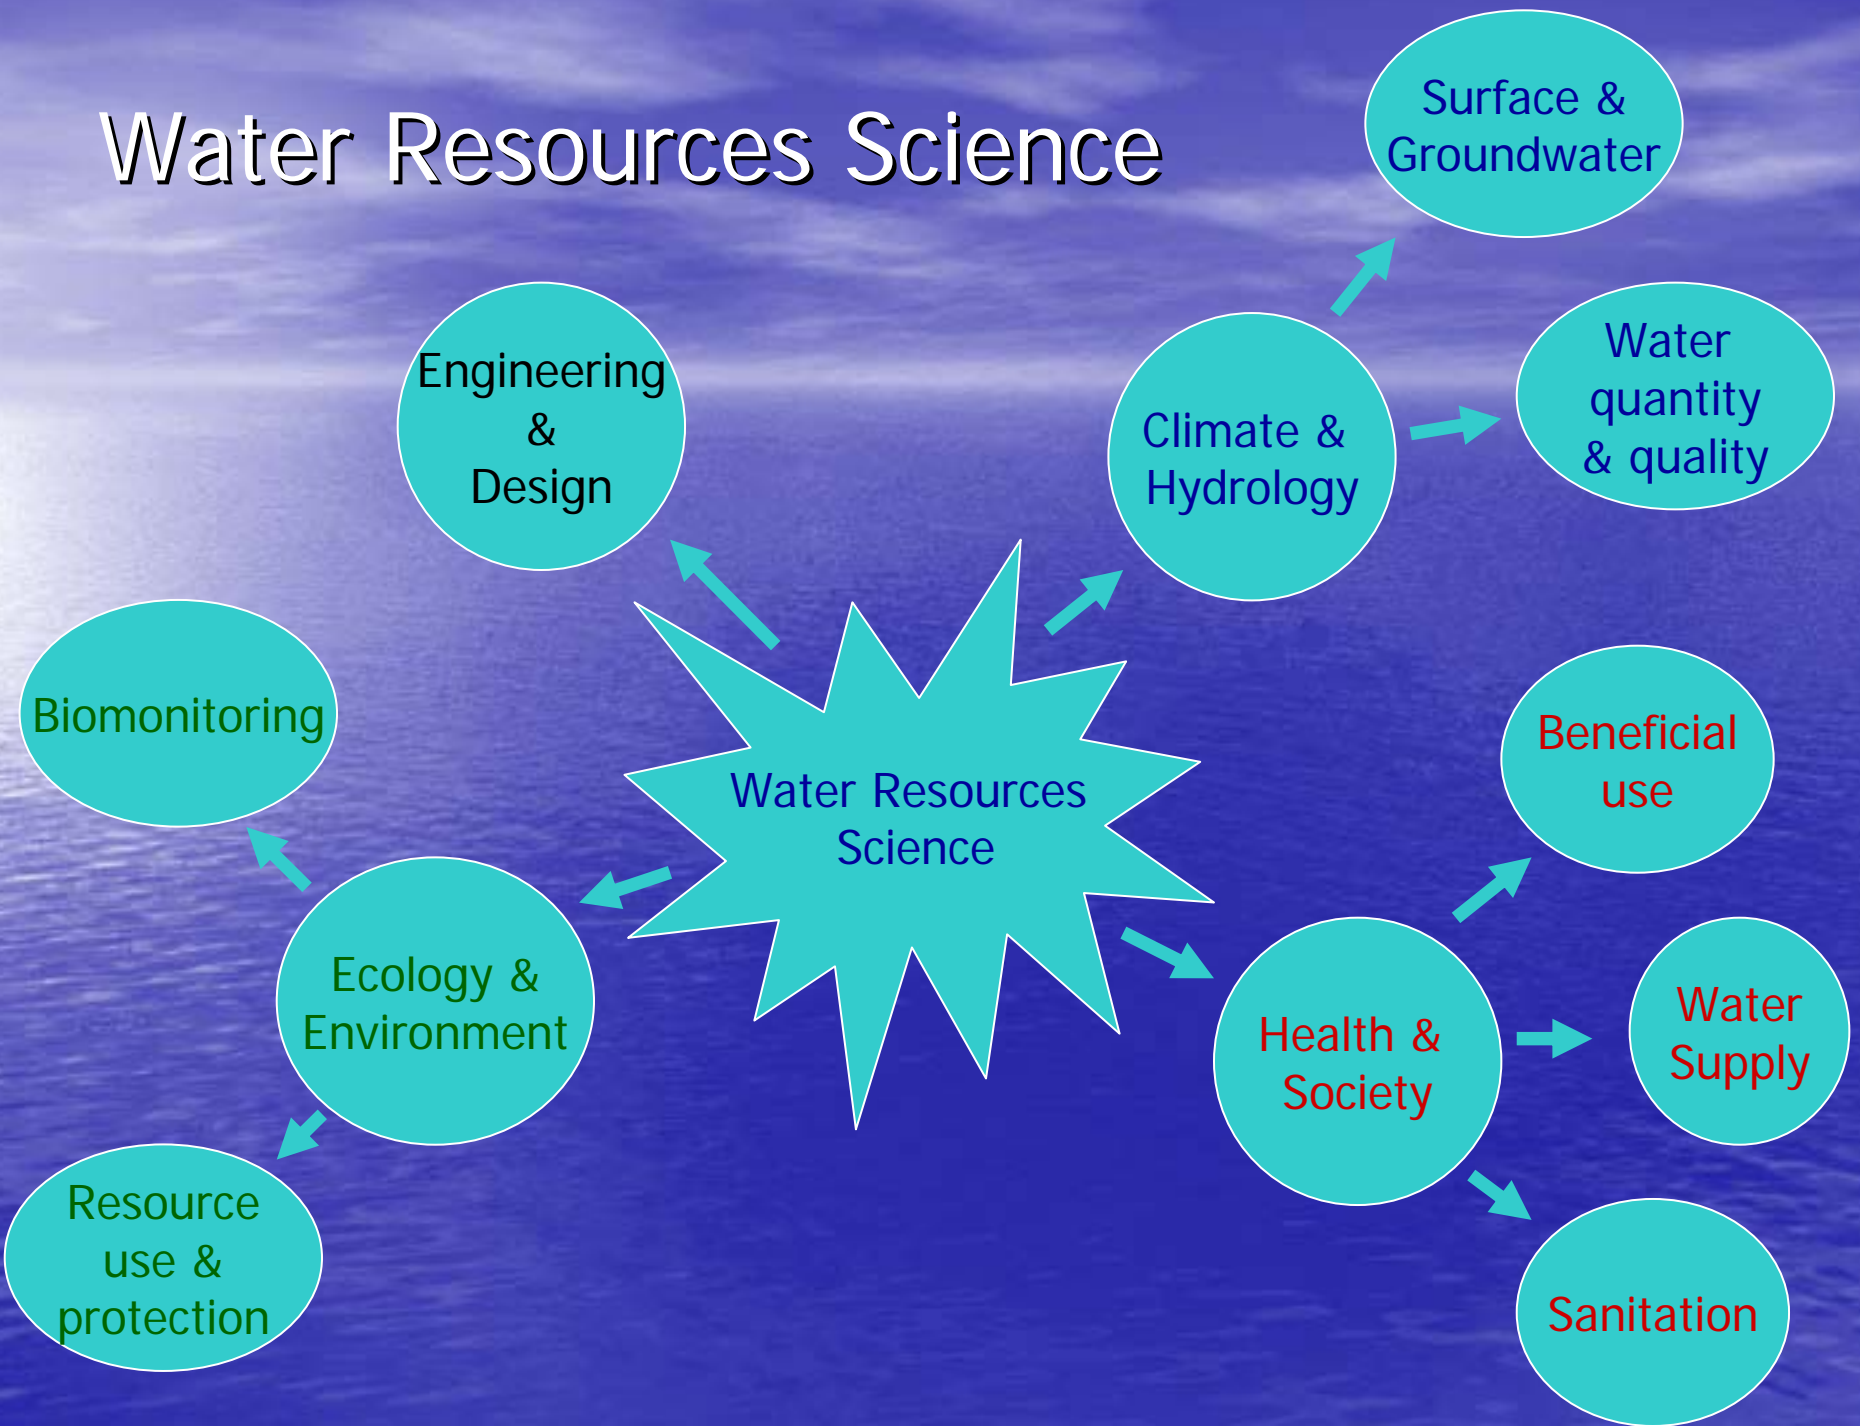 Water Resources Science
Surface &
Groundwater
Engineering
&
Design
Climate &
Hydrology
Water
quantity
& quality
Biomonitoring
Water Resources
Science
Beneficial
use
Ecology &
Environment
Health &
Society
Water
Supply
Resource
use &
protection
Sanitation